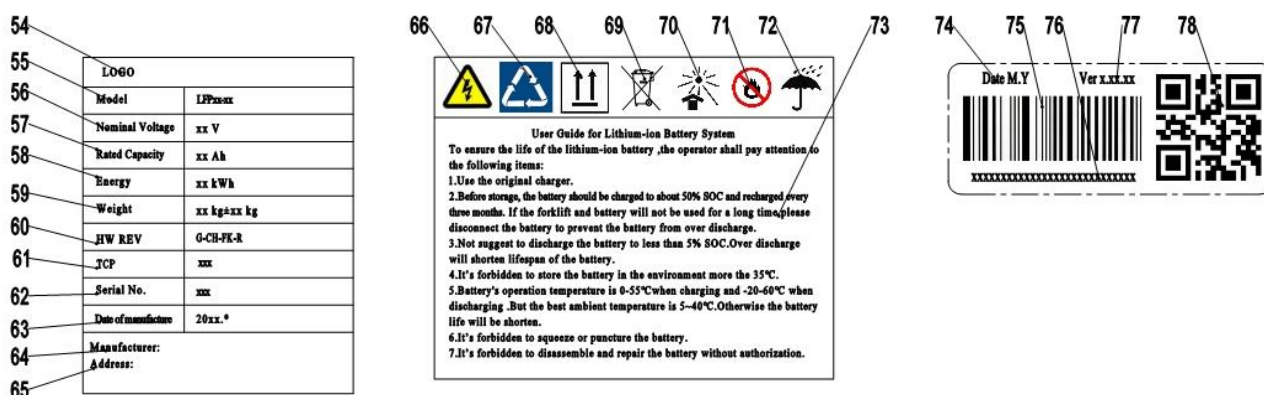 54
55
56
57
58
59
60
61
62
63
64
65
LOGO
Model LFPxx-xx
Nominal Voltage xx V
Rated Capacity xx Ah
Energy xx kWh
Weight xx kg±xx kg
HW REV G-CH-FK-R
TCP xxx
Serial No. xxx
Date of manufacture 20xx.*
Manufacturer:
Address:
66 67 68 69 70 71 72 73
User Guide for Lithium-ion Battery System
To ensure the life of the lithium-ion battery ,the operator shall pay attention to
the following items:
1.Use the original charger.
2.Before storage, the battery should be charged to about 50% SOC and recharged every
three months. If the forklift and battery will not be used for a long time,please
disconnect the battery to prevent the battery from over discharge.
3.Not suggest to discharge the battery to less than 5% SOC.Over discharge
will shorten lifespan of the battery.
4.It's forbidden to store the battery in the environment more the 35℃.
5.Battery's operation temperature is 0-55℃when charging and -20-60℃ when
discharging .But the best ambient temperature is 5~40℃.Otherwise the battery
life will be shorten.
6.It's forbidden to squeeze or puncture the battery.
7.It's forbidden to disassemble and repair the battery without authorization.
74 75 76 77 78
Date M.Y Ver x.xx.xx
xxxxxxxxxxxxxxxxxxxxxxxxxxx